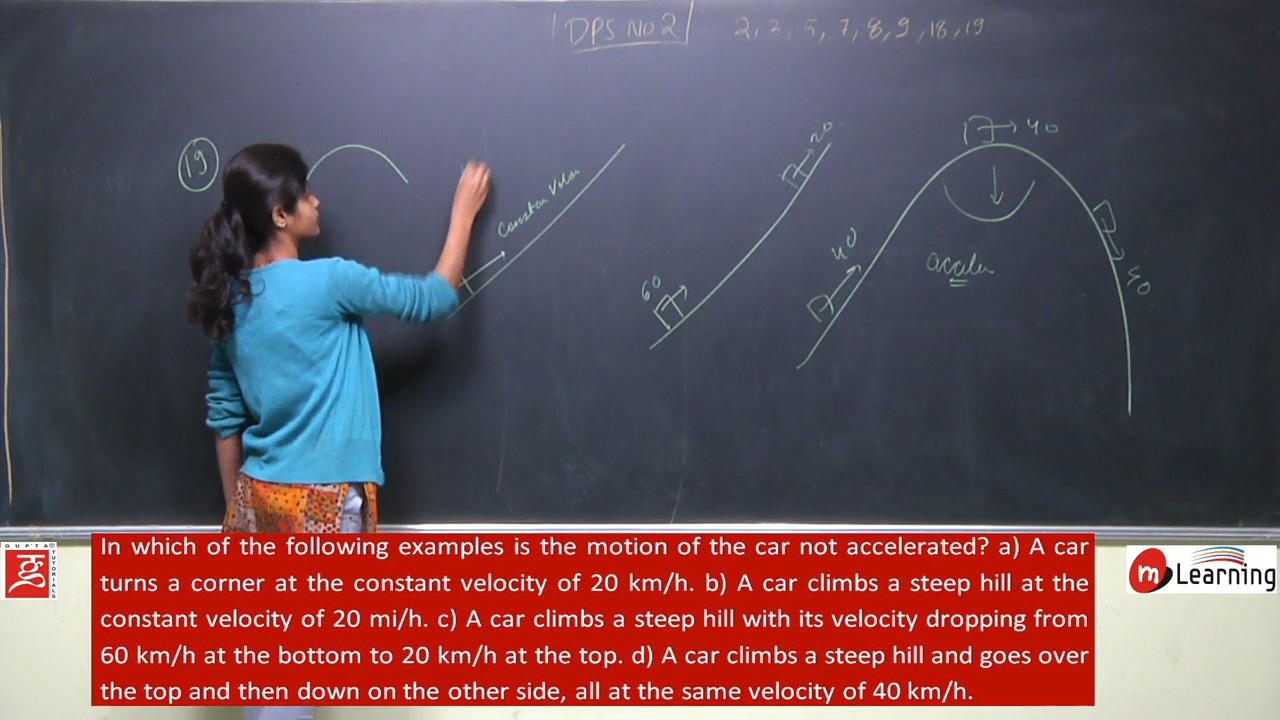 DPS NO 2 2, 3, 5, 7, 8, 9, 18, 19
19
Constan Veloc
60
20
40
40
40
acceler
In which of the following examples is the motion of the car not accelerated? a) A car
turns a corner at the constant velocity of 20 km/h. b) A car climbs a steep hill at the
constant velocity of 20 mi/h. c) A car climbs a steep hill with its velocity dropping from
60 km/h at the bottom to 20 km/h at the top. d) A car climbs a steep hill and goes over
the top and then down on the other side, all at the same velocity of 40 km/h.
GUPTA
TUTORIALS
m Learning